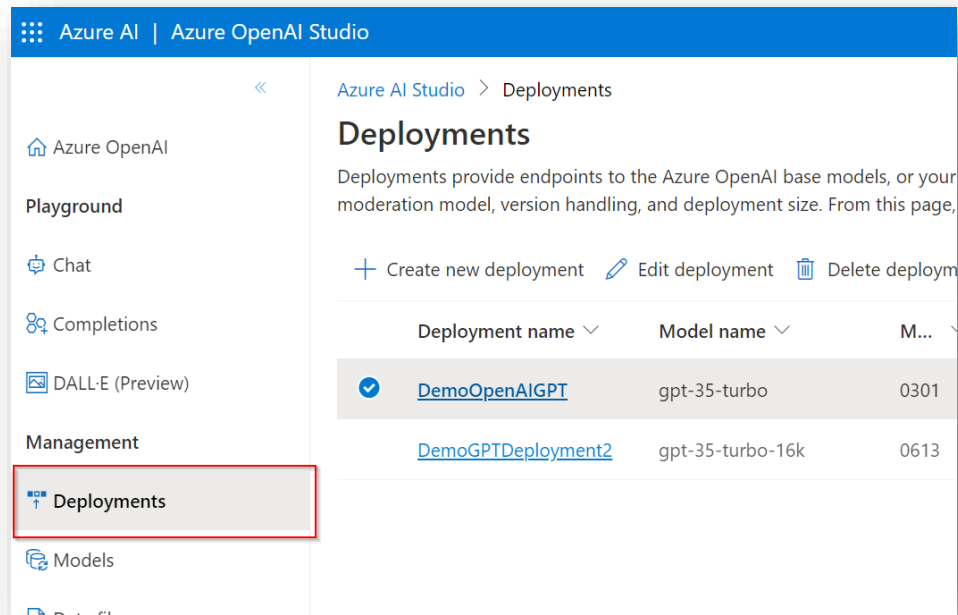 Azure AI | Azure OpenAI Studio
Azure AI Studio > Deployments
Deployments
Deployments provide endpoints to the Azure OpenAI base models, or your
moderation model, version handling, and deployment size. From this page,
Create new deployment Edit deployment Delete deploym
Deployment name Model name M...
DemoOpenAIGPT gpt-35-turbo 0301
DemoGPTDeployment2 gpt-35-turbo-16k 0613
Azure OpenAI
Playground
Chat
Completions
DALL·E (Preview)
Management
Deployments
Models